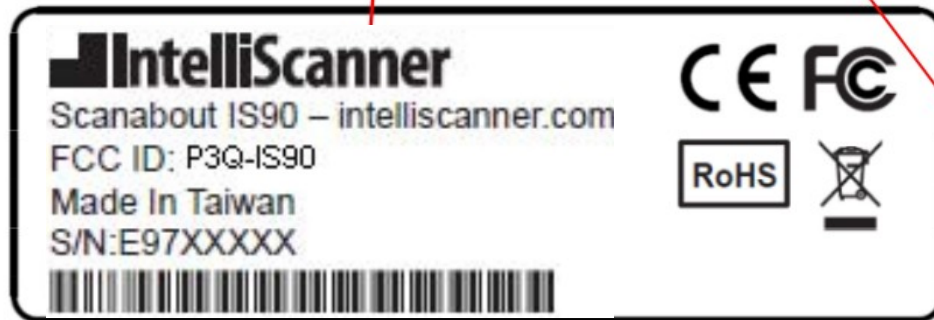 IntelliScanner
Scanabout IS90 – intelliscanner.com
FCC ID: P3Q-IS90
Made In Taiwan
S/N:E97XXXXX
CE FC
RoHS